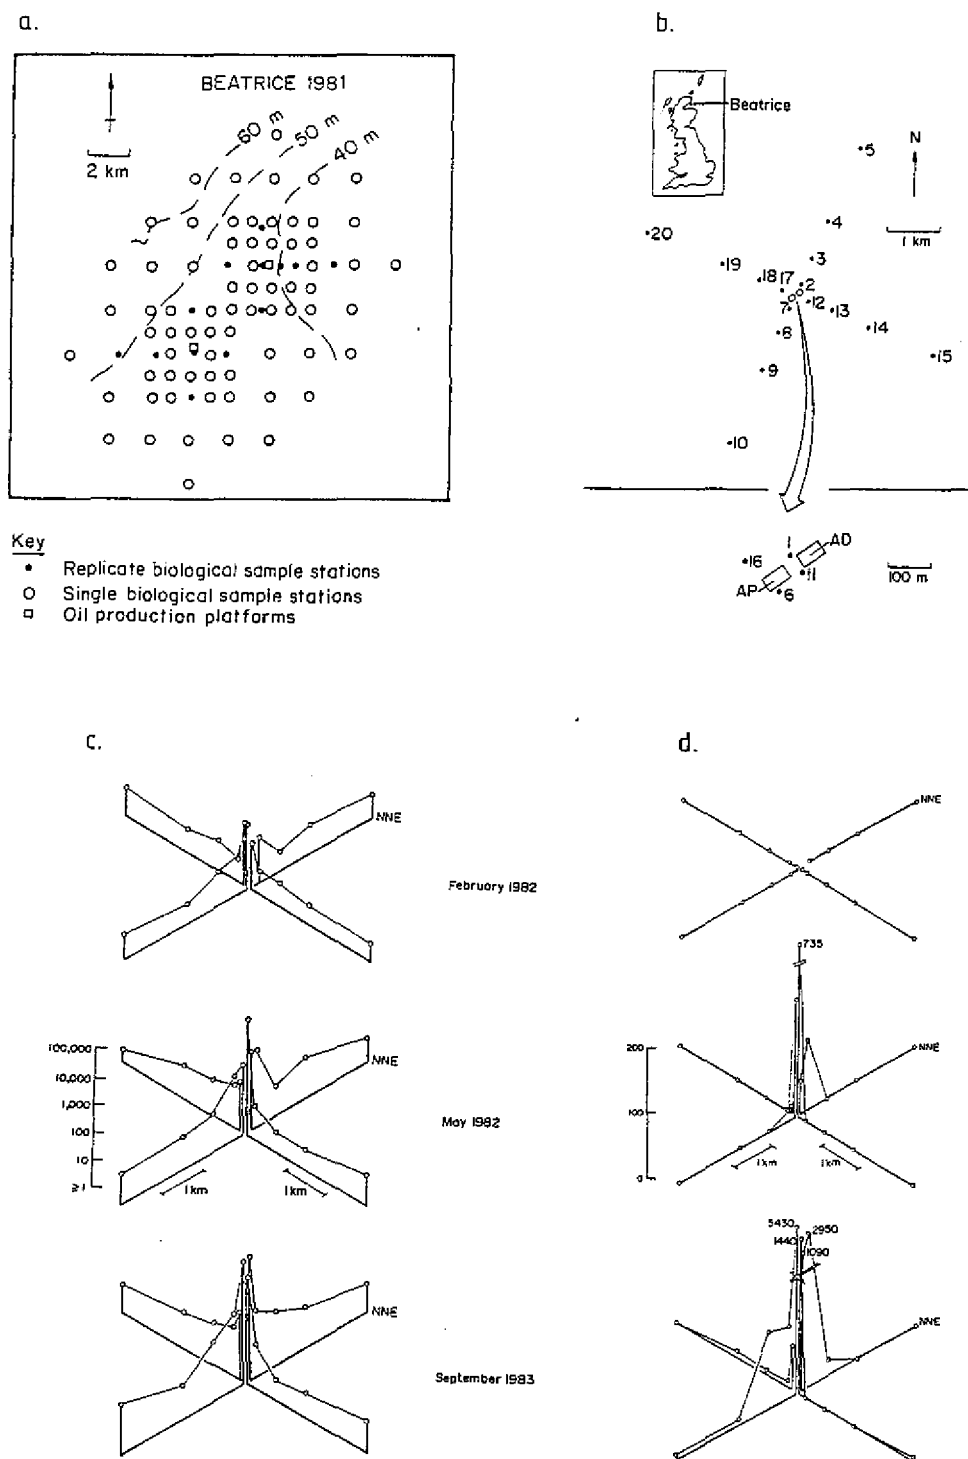 a.
BEATRICE 1981
2 km
60 m
50 m
40 m
Key
Replicate biological sample stations
Single biological sample stations
Oil production platforms
b.
Beatrice
N
1 km
5
4
20
3
19
18
17
2
7
12
13
8
14
15
9
10
1
AD
16
11
AP
6
100 m
c.
NNE
February 1982
100,000
10,000
1,000
100
10
≥1
NNE
May 1982
1km
1km
NNE
September 1983
d.
NNE
735
200
100
0
NNE
1km
1km
5430
2950
1440
1090
NNE